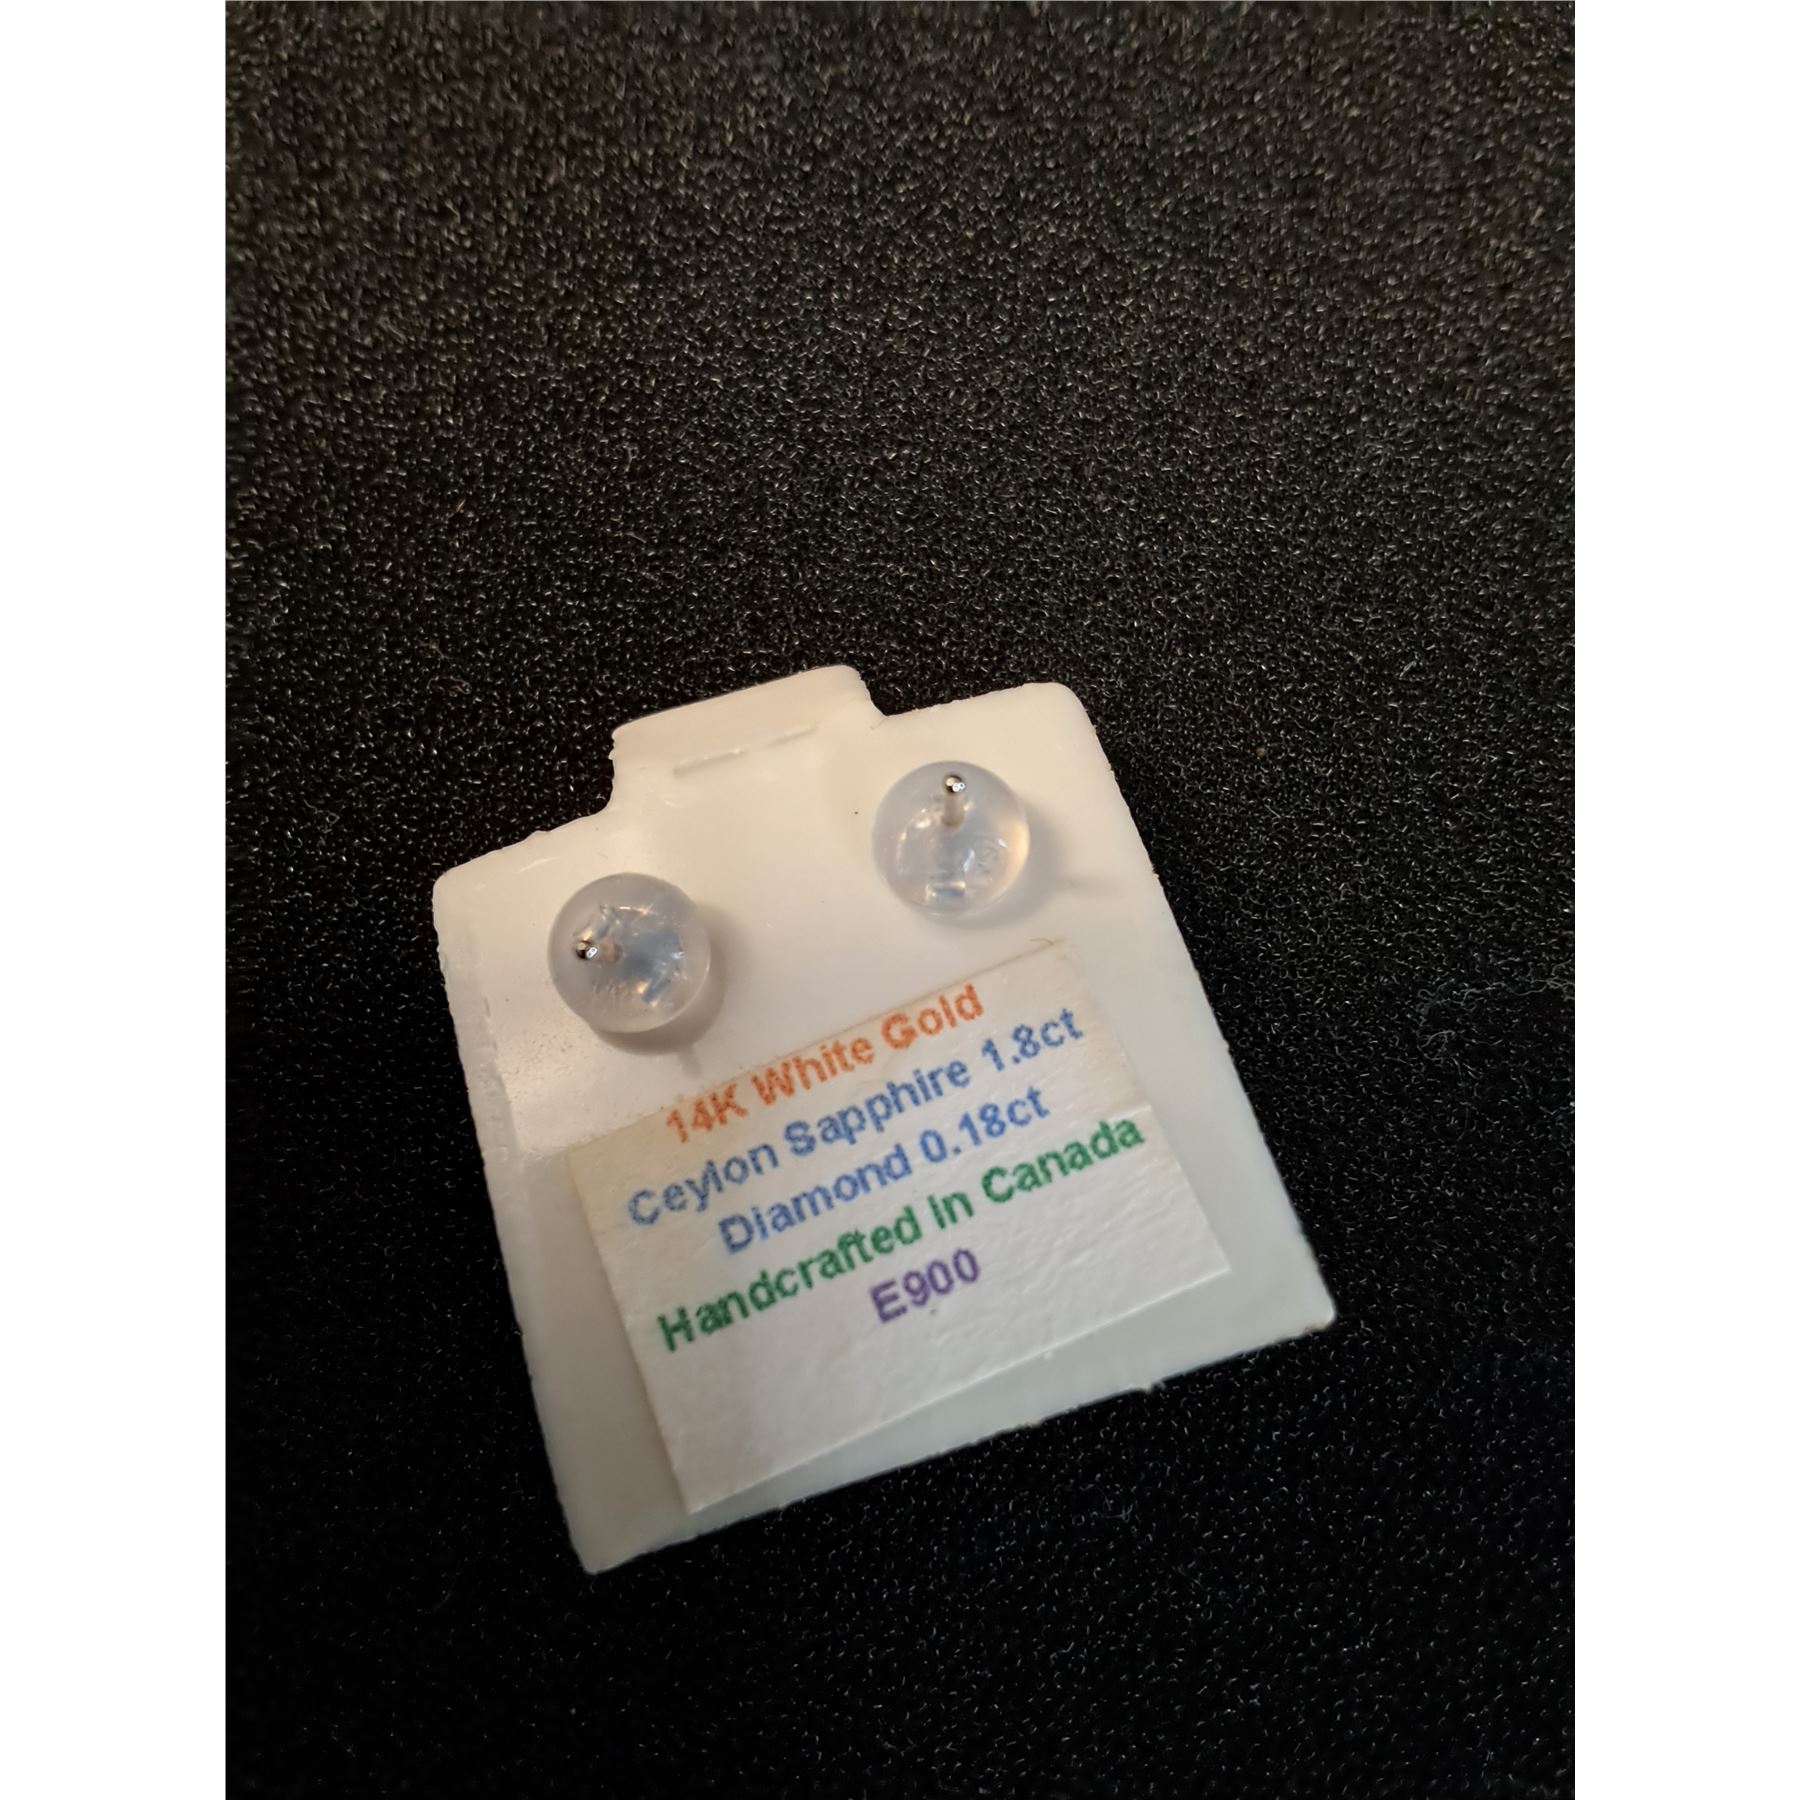 14K White Gold
Ceylon Sapphire 1.8ct
Diamond 0.18ct
Handcrafted in Canada
E900